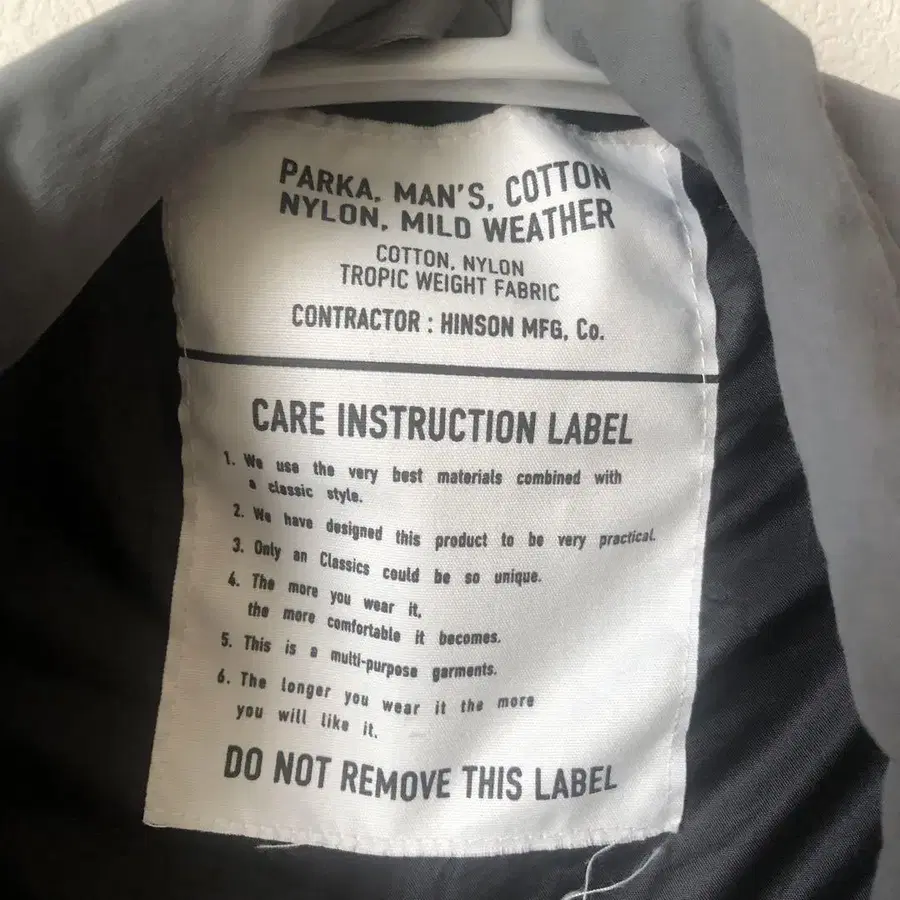 PARKA. MAN'S. COTTON
NYLON. MILD WEATHER
COTTON, NYLON
TROPIC WEIGHT FABRIC
CONTRACTOR : HINSON MFG, Co.
CARE INSTRUCTION LABEL
1. We use the very best materials combined with
a classic style.
2. We have designed this product to be very practical.
3. Only an Classics could be so unique.
4. The more you wear it,
the more comfortable it becomes.
5. This is a multi-purpose garments.
6. The longer you wear it the more
you will like it.
DO NOT REMOVE THIS LABEL